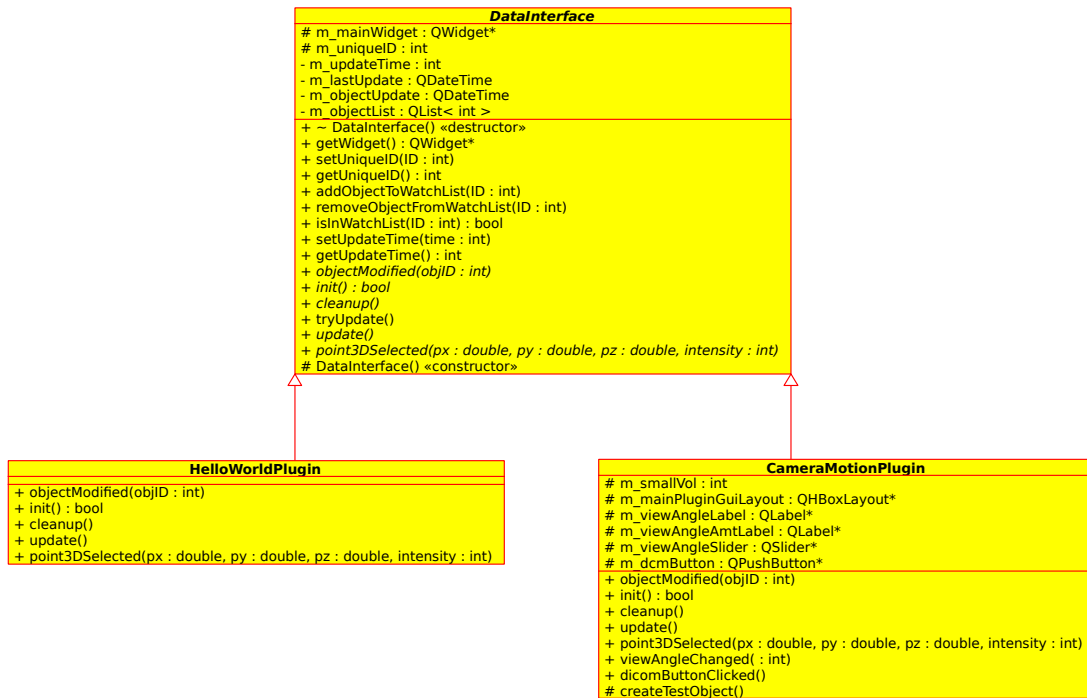 DataInterface
# m_mainWidget : QWidget*
# m_uniqueID : int
- m_updateTime : int
- m_lastUpdate : QDateTime
- m_objectUpdate : QDateTime
- m_objectList : QList< int >
+ ~ DataInterface() «destructor»
+ getWidget() : QWidget*
+ setUniqueID(ID : int)
+ getUniqueID() : int
+ addObjectToWatchList(ID : int)
+ removeObjectFromWatchList(ID : int)
+ isInWatchList(ID : int) : bool
+ setUpdateTime(time : int)
+ getUpdateTime() : int
+ objectModified(objID : int)
+ init() : bool
+ cleanup()
+ tryUpdate()
+ update()
+ point3DSelected(px : double, py : double, pz : double, intensity : int)
# DataInterface() «constructor»
HelloWorldPlugin
+ objectModified(objID : int)
+ init() : bool
+ cleanup()
+ update()
+ point3DSelected(px : double, py : double, pz : double, intensity : int)
CameraMotionPlugin
# m_smallVol : int
# m_mainPluginGuiLayout : QHBoxLayout*
# m_viewAngleLabel : QLabel*
# m_viewAngleAmtLabel : QLabel*
# m_viewAngleSlider : QSlider*
# m_dcmButton : QPushButton*
+ objectModified(objID : int)
+ init() : bool
+ cleanup()
+ update()
+ point3DSelected(px : double, py : double, pz : double, intensity : int)
+ viewAngleChanged( : int)
+ dicomButtonClicked()
# createTestObject()